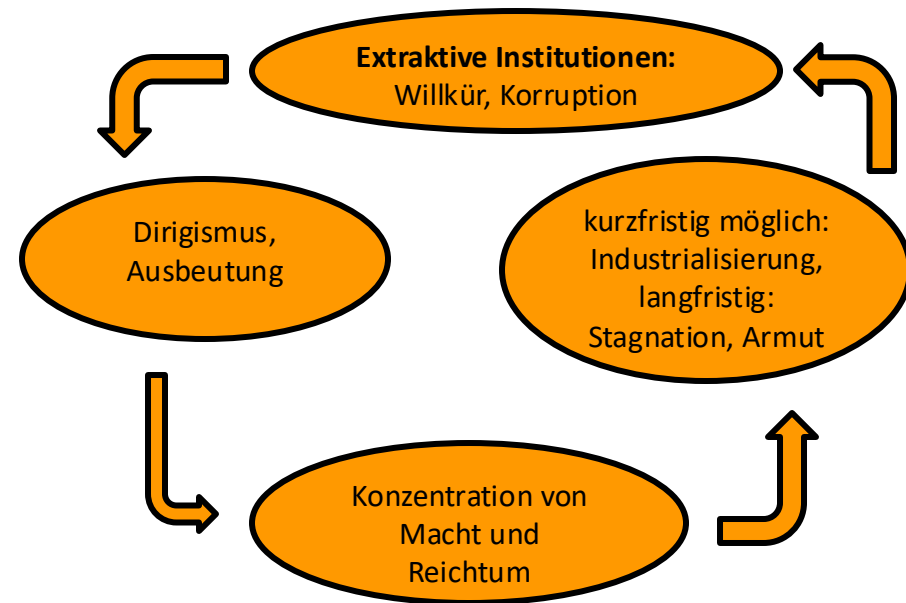 Extraktive Institutionen:
Willkür, Korruption
Dirigismus,
Ausbeutung
kurzfristig möglich:
Industrialisierung,
langfristig:
Stagnation, Armut
Konzentration von
Macht und
Reichtum